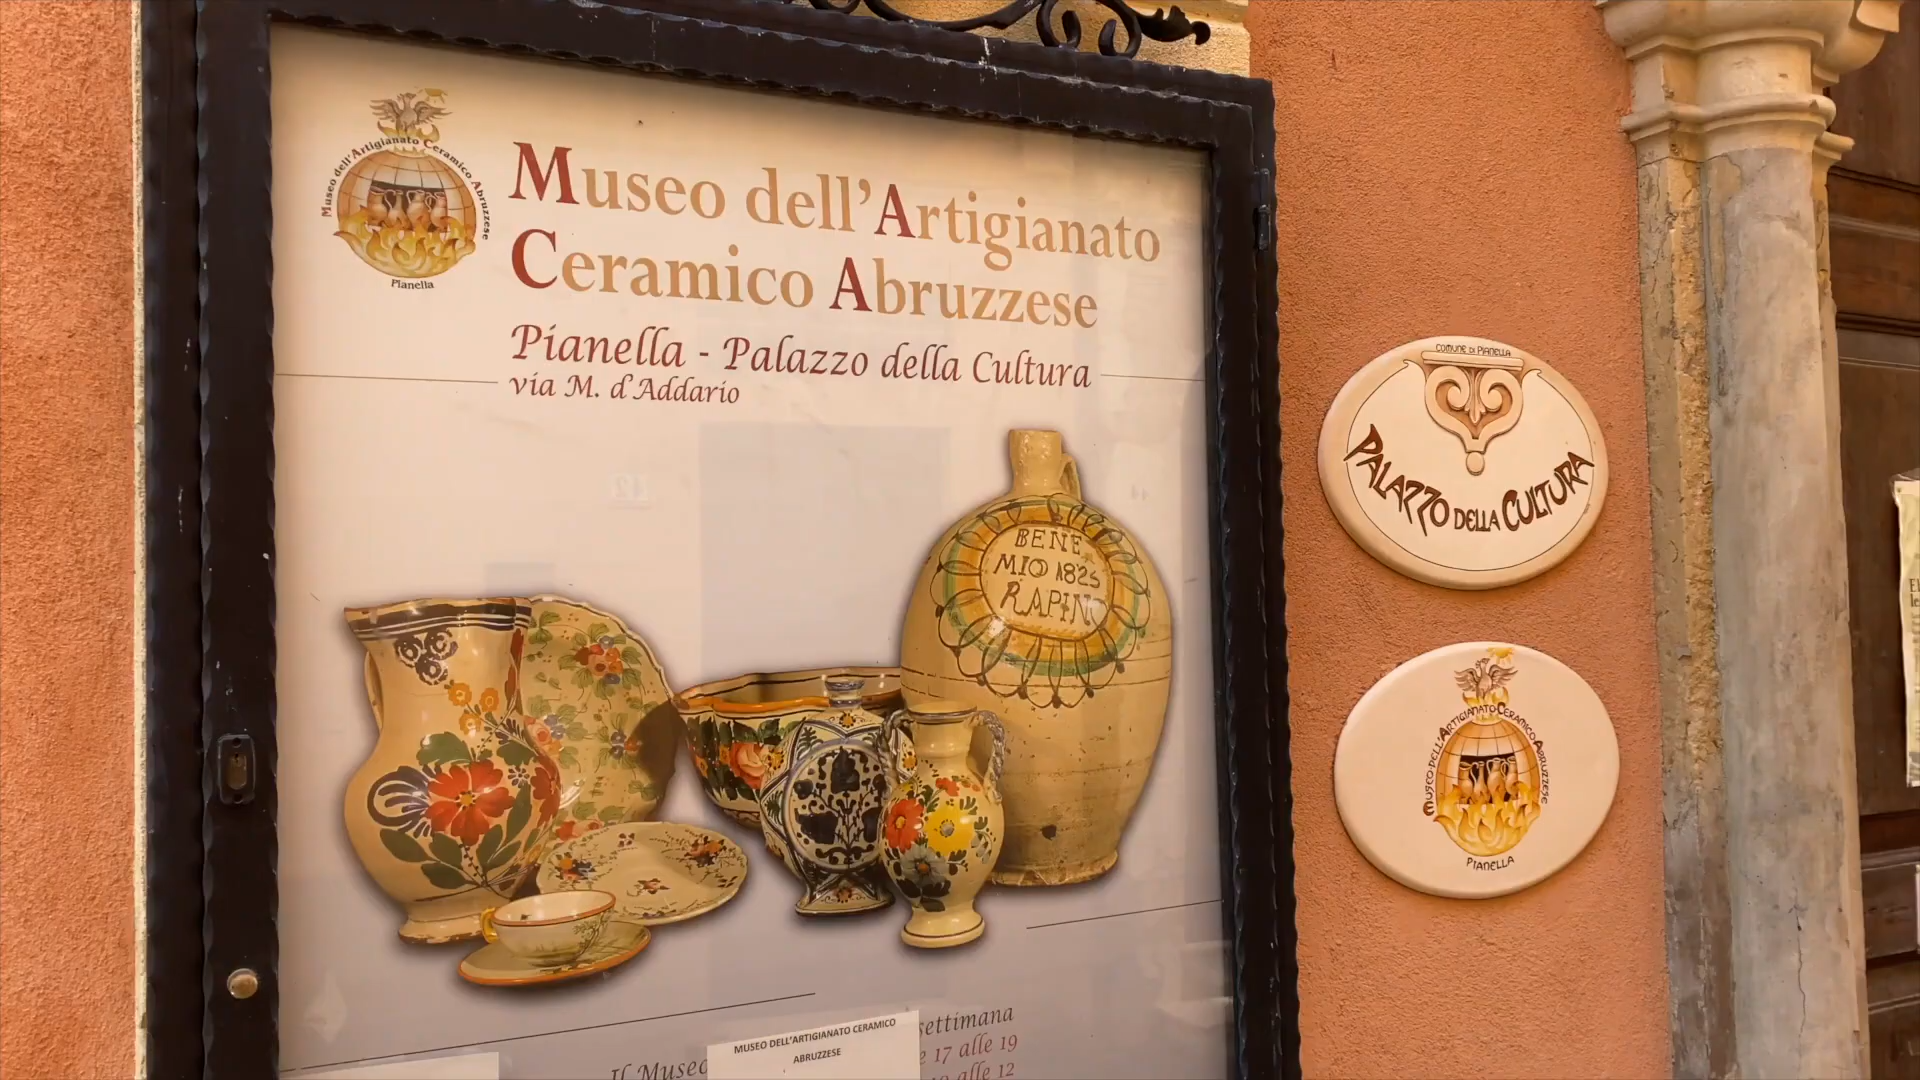 Museo dell'Artigianato Ceramico Abruzzese
Pianella
Museo dell'Artigianato
Ceramico Abruzzese
Pianella - Palazzo della Cultura
via M. d'Addario
BENE
MIO 1825
RAPINO
Il Museo
settimana
e 17 alle 19
alle 12
MUSEO DELL'ARTIGIANATO CERAMICO
ABRUZZESE
COMUNE DI PIANELLA
PALAZZO DELLA CULTURA
MUSEO DELL'ARTIGIANATO CERAMICO ABRUZZESE
PIANELLA